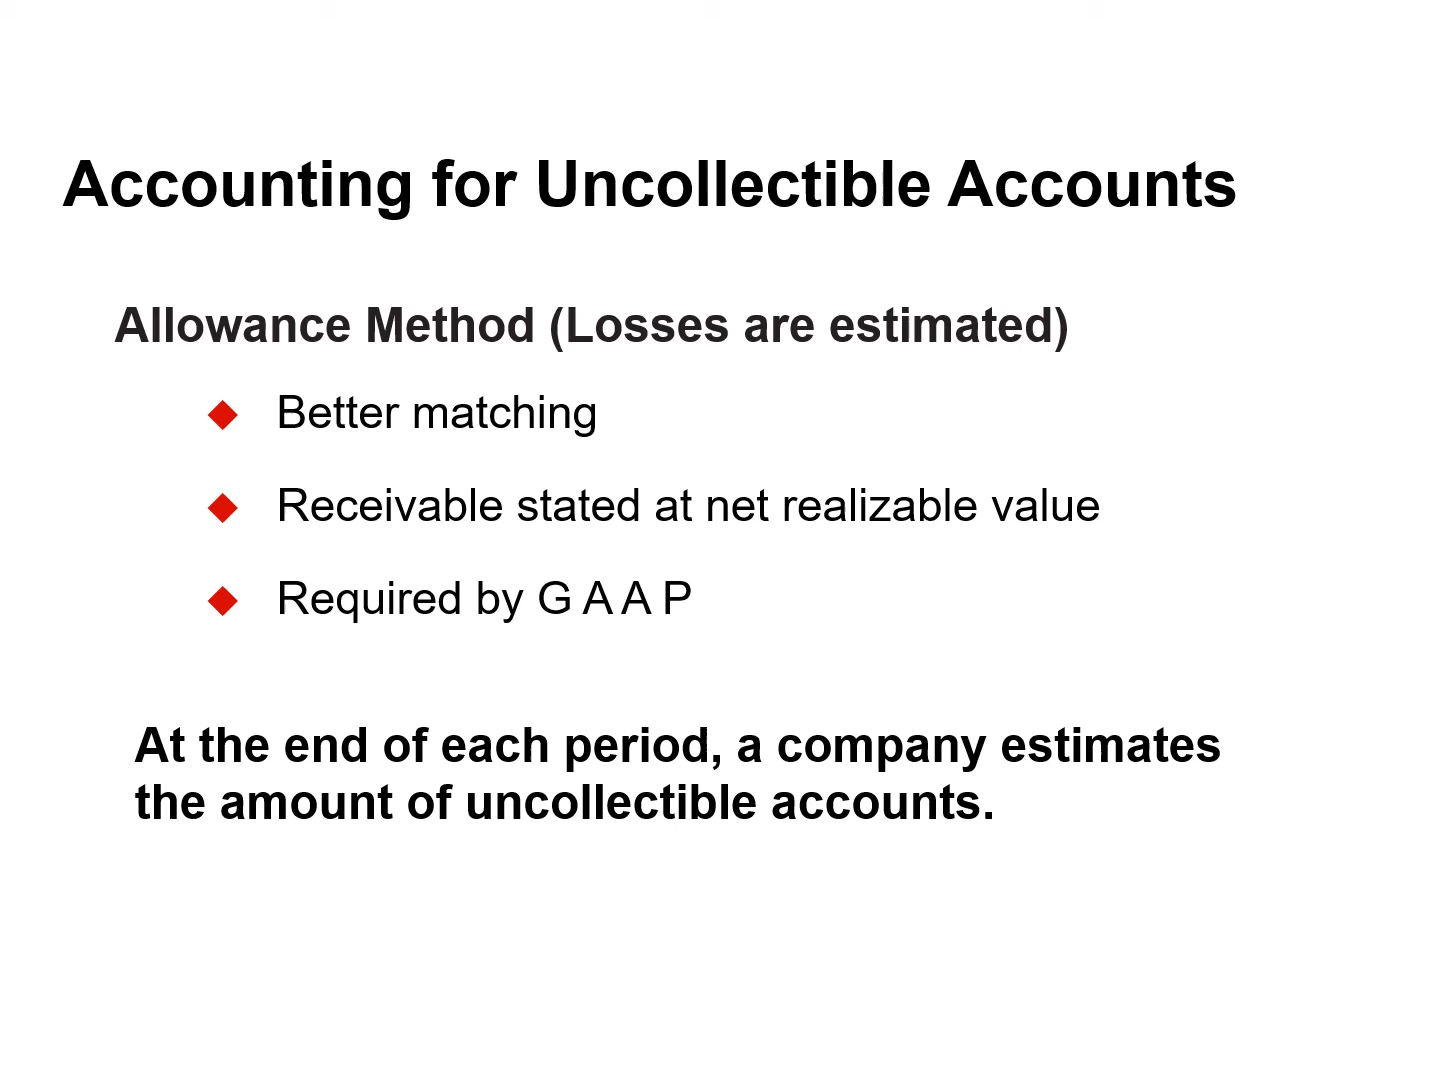 Accounting for Uncollectible Accounts
Allowance Method (Losses are estimated)
Better matching
Receivable stated at net realizable value
Required by G A A P
At the end of each period, a company estimates
the amount of uncollectible accounts.